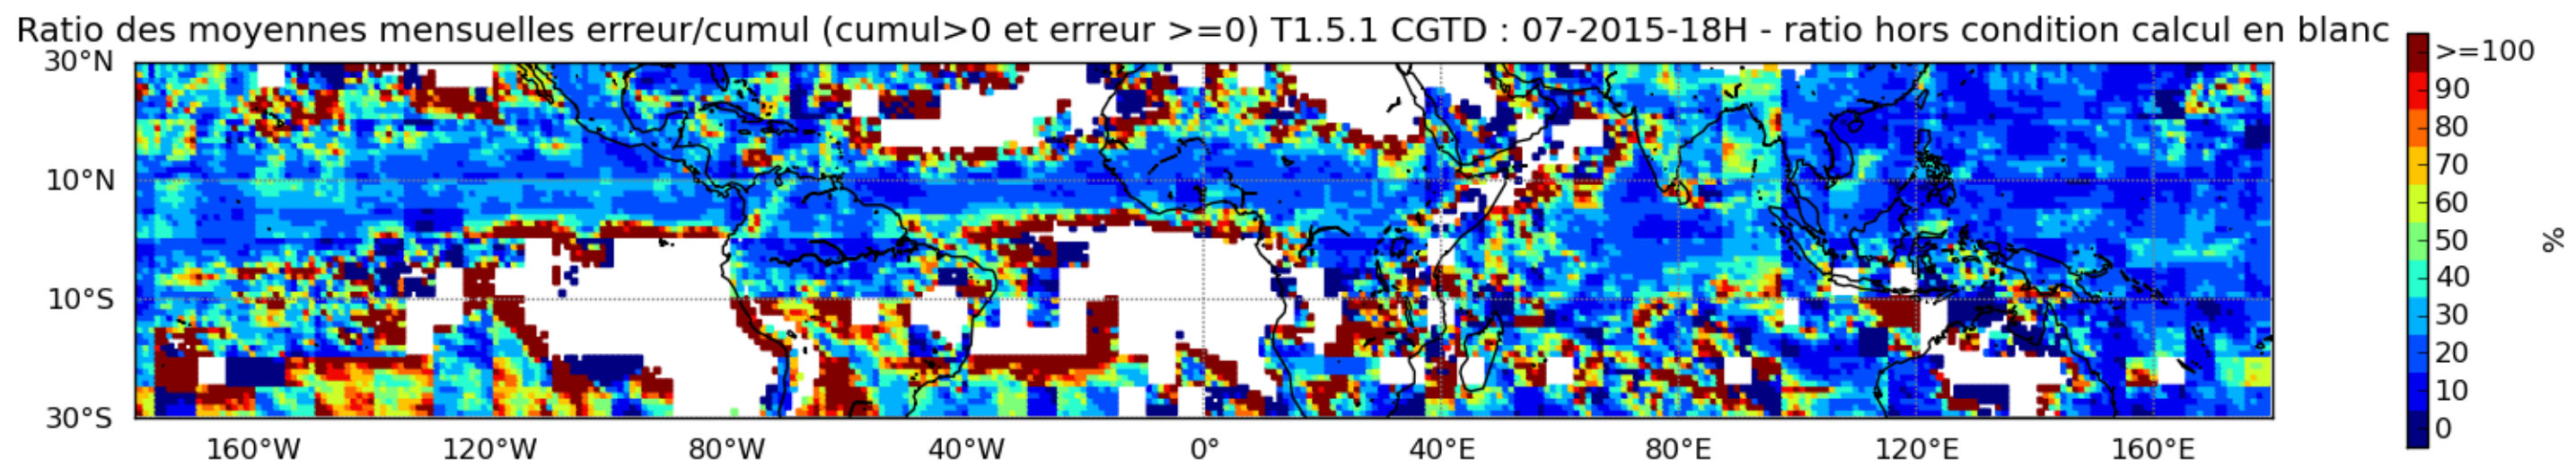 Ratio des moyennes mensuelles erreur/cumul (cumul>0 et erreur >=0) T1.5.1 CGTD : 07-2015-18H - ratio hors condition calcul en blanc
30°N
10°N
10°S
30°S
160°W 120°W 80°W 40°W 0° 40°E 80°E 120°E 160°E
>=100
90
80
70
60
50
40
30
20
10
0
%